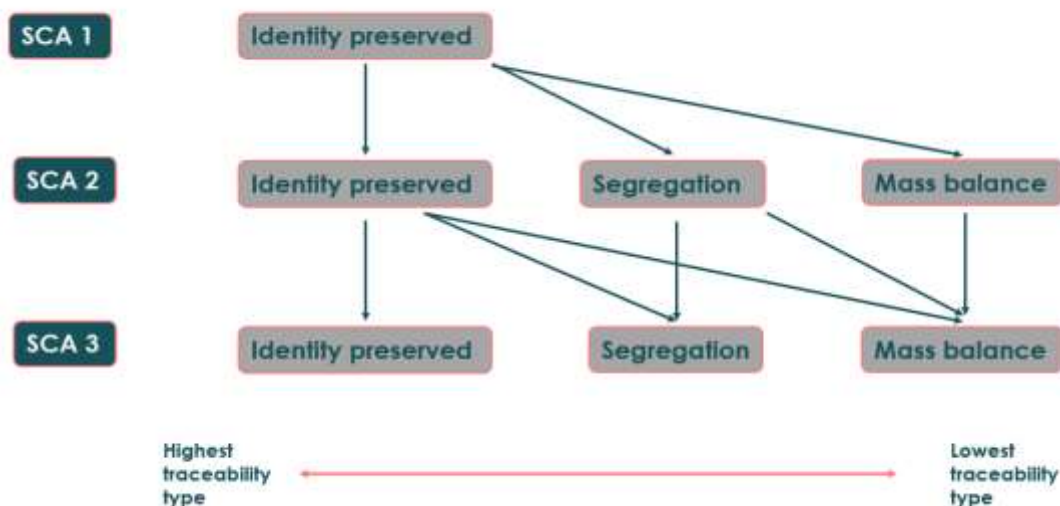 SCA 1
Identity preserved
SCA 2
Identity preserved
Segregation
Mass balance
SCA 3
Identity preserved
Segregation
Mass balance
Highest
traceability
type
Lowest
traceability
type